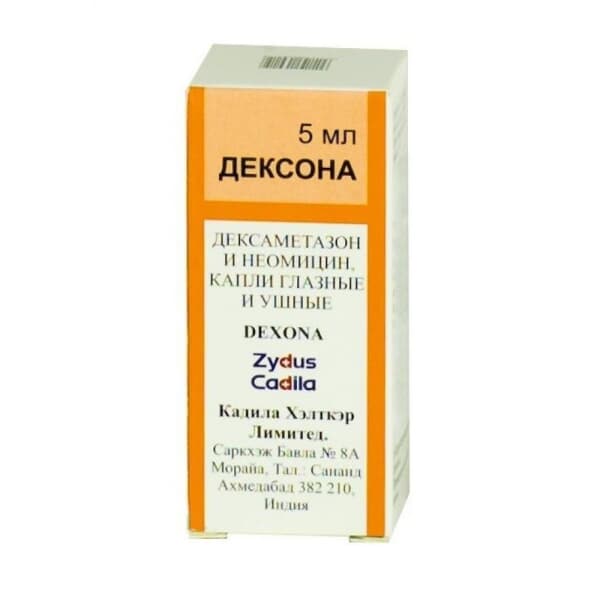 5 мл
ДЕКСОНА
ДЕКСАМЕТАЗОН
И НЕОМИЦИН,
КАПЛИ ГЛАЗНЫЕ
И УШНЫЕ
DEXONA
Zydus
Cadila
Кадила Хэлткэр
Лимитед.
Саркхэж Бавла № 8А
Морайа, Тал.: Сананд
Ахмедабад 382 210,
Индия